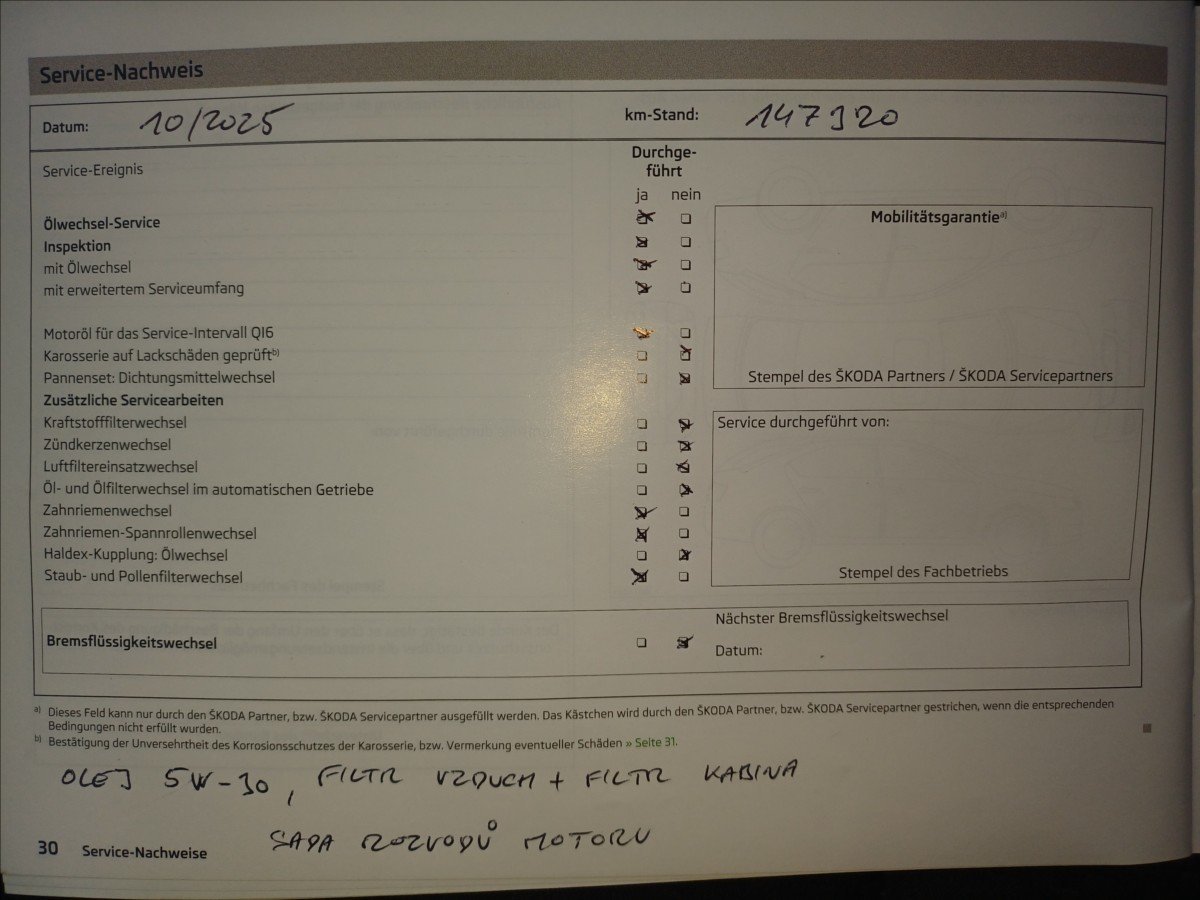 Service-Nachweis
Datum: 10/2025 km-Stand: 147320
Service-Ereignis
Durchge-
führt
ja nein
Ölwechsel-Service
Inspektion
mit Ölwechsel
mit erweitertem Serviceumfang
Motoröl für das Service-Intervall QI6
Karosserie auf Lackschäden geprüft b)
Pannenset: Dichtungsmittelwechsel
Zusätzliche Servicearbeiten
Kraftstofffilterwechsel
Zündkerzenwechsel
Luftfiltereinsatzwechsel
Öl- und Ölfilterwechsel im automatischen Getriebe
Zahnriemenwechsel
Zahnriemen-Spannrollenwechsel
Haldex-Kupplung: Ölwechsel
Staub- und Pollenfilterwechsel
Mobilitätsgarantie a)
Stempel des ŠKODA Partners / ŠKODA Servicepartners
Service durchgeführt von:
Stempel des Fachbetriebs
Bremsflüssigkeitswechsel
Nächster Bremsflüssigkeitswechsel
Datum:
a) Dieses Feld kann nur durch den ŠKODA Partner, bzw. ŠKODA Servicepartner ausgefüllt werden. Das Kästchen wird durch den ŠKODA Partner, bzw. ŠKODA Servicepartner gestrichen, wenn die entsprechenden
Bedingungen nicht erfüllt wurden.
b) Bestätigung der Unversehrtheit des Korrosionsschutzes der Karosserie, bzw. Vermerkung eventueller Schäden » Seite 31.
OLEJ 5W-30, FILTR VZDUCH + FILTR KABINA
SADA ROZVODŮ MOTORU
30 Service-Nachweise